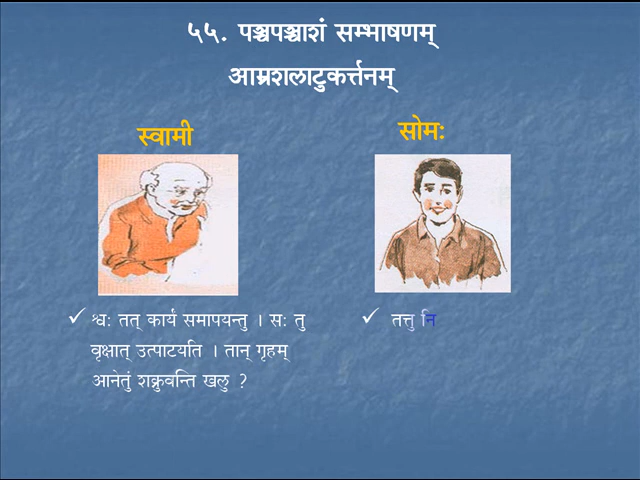 ५५. पञ्चपञ्चाशं सम्भाषणम्
आम्रशलाटुकर्त्तनम्
स्वामी
सोमः
श्वः तत् कार्यं समापयन्तु । सः तु
वृक्षात् उत्पाटयति । तान् गृहम्
आनेतुं शक्नुवन्ति खलु ?
तत्तु नि